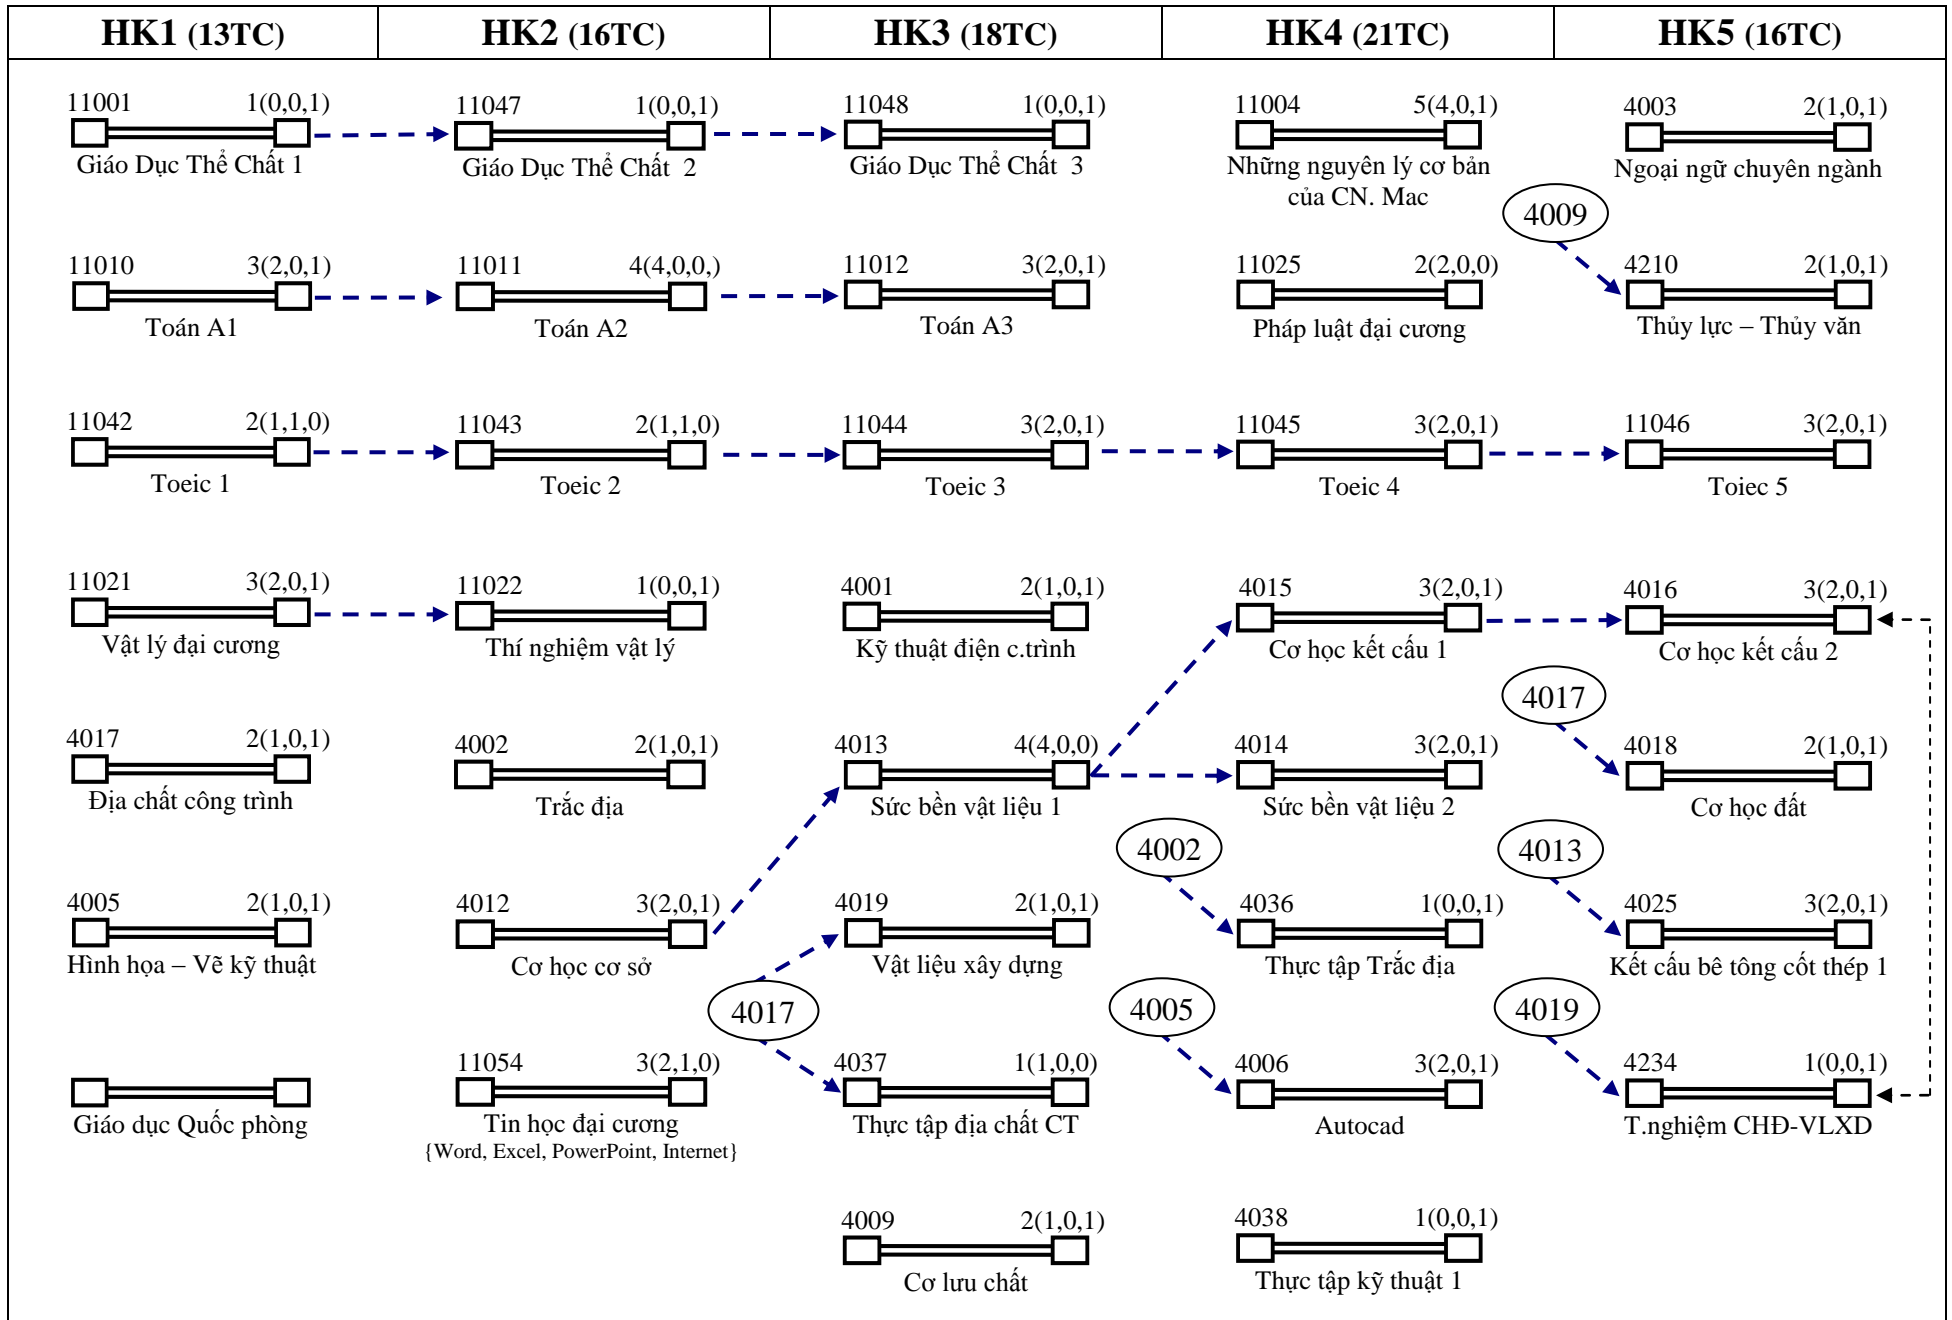 HK1 (13TC) HK2 (16TC) HK3 (18TC) HK4 (21TC) HK5 (16TC)
11001 1(0,0,1) 11047 1(0,0,1) 11048 1(0,0,1) 11004 5(4,0,1) 4003 2(1,0,1)
Giáo Dục Thể Chất 1 Giáo Dục Thể Chất 2 Giáo Dục Thể Chất 3 Những nguyên lý cơ bản Ngoại ngữ chuyên ngành
của CN. Mac
4009
11010 3(2,0,1) 11011 4(4,0,0,) 11012 3(2,0,1) 11025 2(2,0,0) 4210 2(1,0,1)
Toán A1 Toán A2 Toán A3 Pháp luật đại cương Thủy lực – Thủy văn
11042 2(1,1,0) 11043 2(1,1,0) 11044 3(2,0,1) 11045 3(2,0,1) 11046 3(2,0,1)
Toeic 1 Toeic 2 Toeic 3 Toeic 4 Toiec 5
11021 3(2,0,1) 11022 1(0,0,1) 4001 2(1,0,1) 4015 3(2,0,1) 4016 3(2,0,1)
Vật lý đại cương Thí nghiệm vật lý Kỹ thuật điện c.trình Cơ học kết cấu 1 Cơ học kết cấu 2
4017
4017 2(1,0,1) 4002 2(1,0,1) 4013 4(4,0,0) 4014 3(2,0,1) 4018 2(1,0,1)
Địa chất công trình Trắc địa Sức bền vật liệu 1 Sức bền vật liệu 2 Cơ học đất
4002 4013
4005 2(1,0,1) 4012 3(2,0,1) 4019 2(1,0,1) 4036 1(0,0,1) 4025 3(2,0,1)
Hình họa – Vẽ kỹ thuật Cơ học cơ sở Vật liệu xây dựng Thực tập Trắc địa Kết cấu bê tông cốt thép 1
4017 4005 4019
11054 3(2,1,0) 4037 1(1,0,0) 4006 3(2,0,1) 4234 1(0,0,1)
Giáo dục Quốc phòng Tin học đại cương Thực tập địa chất CT Autocad T.nghiệm CHĐ-VLXD
{Word, Excel, PowerPoint, Internet}
4009 2(1,0,1) 4038 1(0,0,1)
Cơ lưu chất Thực tập kỹ thuật 1